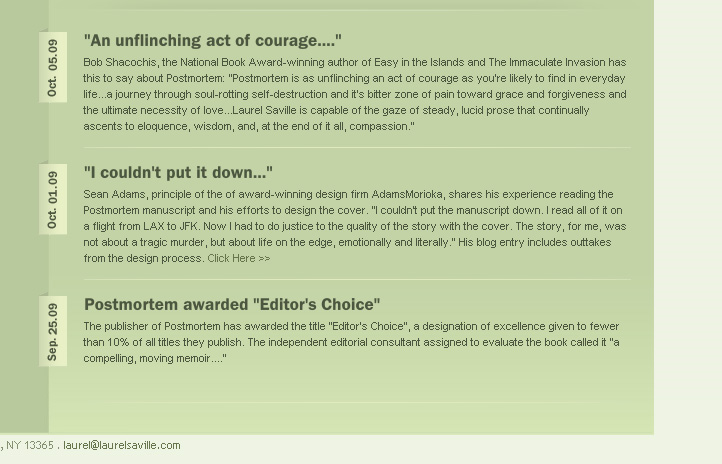 Oct. 05.09
"An unflinching act of courage...."
Bob Shacochis, the National Book Award-winning author of Easy in the Islands and The Immaculate Invasion has
this to say about Postmortem: "Postmortem is as unflinching an act of courage as you're likely to find in everyday
life...a journey through soul-rotting self-destruction and it's bitter zone of pain toward grace and forgiveness and
the ultimate necessity of love...Laurel Saville is capable of the gaze of steady, lucid prose that continually
ascents to eloquence, wisdom, and, at the end of it all, compassion."
Oct. 01.09
"I couldn't put it down..."
Sean Adams, principle of the of award-winning design firm AdamsMorioka, shares his experience reading the
Postmortem manuscript and his efforts to design the cover. "I couldn't put the manuscript down. I read all of it on
a flight from LAX to JFK. Now I had to do justice to the quality of the story with the cover. The story, for me, was
not about a tragic murder, but about life on the edge, emotionally and literally." His blog entry includes outtakes
from the design process. Click Here >>
Sep. 25.09
Postmortem awarded "Editor's Choice"
The publisher of Postmortem has awarded the title "Editor's Choice", a designation of excellence given to fewer
than 10% of all titles they publish. The independent editorial consultant assigned to evaluate the book called it "a
compelling, moving memoir...."
, NY 13365 . laurel@laurelsaville.com